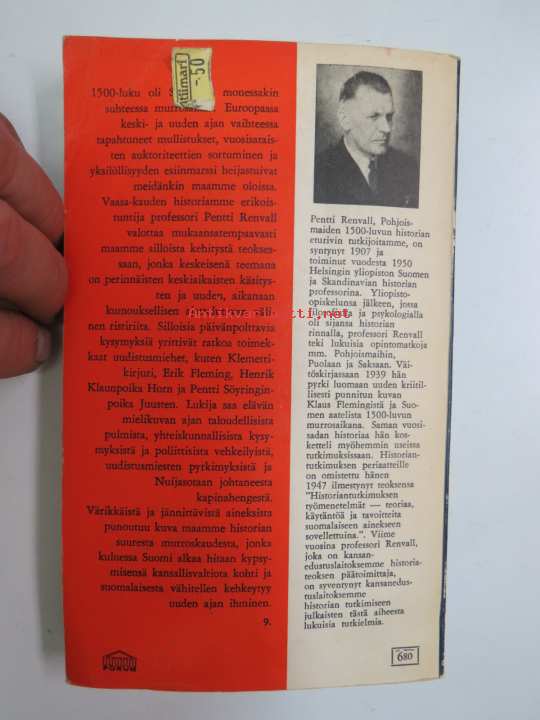 -.50
1500-luku oli S monessakin
suhteessa murrosaikaa. Euroopassa
keski- ja uuden ajan vaihteessa
tapahtuneet mullistukset, vuosisatais-
ten auktoriteettien sortuminen ja
yksilöllisyyden esiinmarssi heijastuivat
meidänkin maamme oloissa.
Vaasa-kauden historiamme erikois-
tuntija professori Pentti Renvall
valottaa mukaansatempaavasti
maamme silloista kehitystä teokses-
saan, jonka keskeisenä teemana
on perinnäisten keskiaikaisten käsitys-
ten ja uuden, aikansaan
kumouksellisen
nen ristiriita. Silloisia päivänpolttavia
kysymyksiä yrittivät ratkoa toimek-
kaat uudistusmiehet, kuten Klemetti-
kirjuri, Erik Fleming, Henrik
Klaunpoika Horn ja Pentti Söyringin-
poika Juusten. Lukija saa elävän
mielikuvan ajan taloudellisista
pulmista, yhteiskunnallisista kysy-
myksistä ja poliittisista vehkeilyistä,
uudistusmiesten pyrkimyksistä ja
Nuijasotaan johtaneesta
kapinahengestä.
Värikkäistä ja jännittävistä aineksista
punoutuu kuva maamme historian
suuresta murroskaudesta, jonka
kuluessa Suomi alkaa hitaan kypsy-
misensä kansallisvaltiota kohti ja
suomalaisesta vähitellen kehkeytyy
uuden ajan ihminen.
9.
Pentti Renvall, Pohjois-
maiden 1500-luvun historian
eturivin tutkijoitamme, on
syntynyt 1907 ja
toiminut vuodesta 1950
Helsingin yliopiston Suomen
ja Skandinavian historian
professorina. Yliopisto-
opiskelunsa jälkeen, jossa
filosofialla ja psykologialla
oli sijansa historian
rinnalla, professori Renvall
teki lukuisia opintomatkoja
mm. Pohjoismaihin,
Puolaan ja Saksaan. Väi-
töskirjassaan 1939 hän
pyrki luomaan uuden kriitil-
lisesti punnitun kuvan
Klaus Flemingistä ja Suo-
men aatelista 1500-luvun
murrosaikana. Saman vuosi-
sadan historiaa hän kos-
ketteli myöhemmin useissa
tutkimuksissaan. Historian-
tutkimuksen periaatteille
on omistettu hänen
1947 ilmestynyt teoksensa
"Historiantutkimuksen
työmenetelmät — teorias,
käytäntöä ja tavoitteita
suomalaiseen ainekseen
sovellettuina.". Viime
vuosina professori Renvall,
joka on kansan-
edustuslaitoksemme historia-
teoksen päätoimittaja,
on syventynyt kansanedus-
tuslaitoksemme
historian tutkimiseen
julkaisten tästä aiheesta
lukuisia tutkielmia.
680